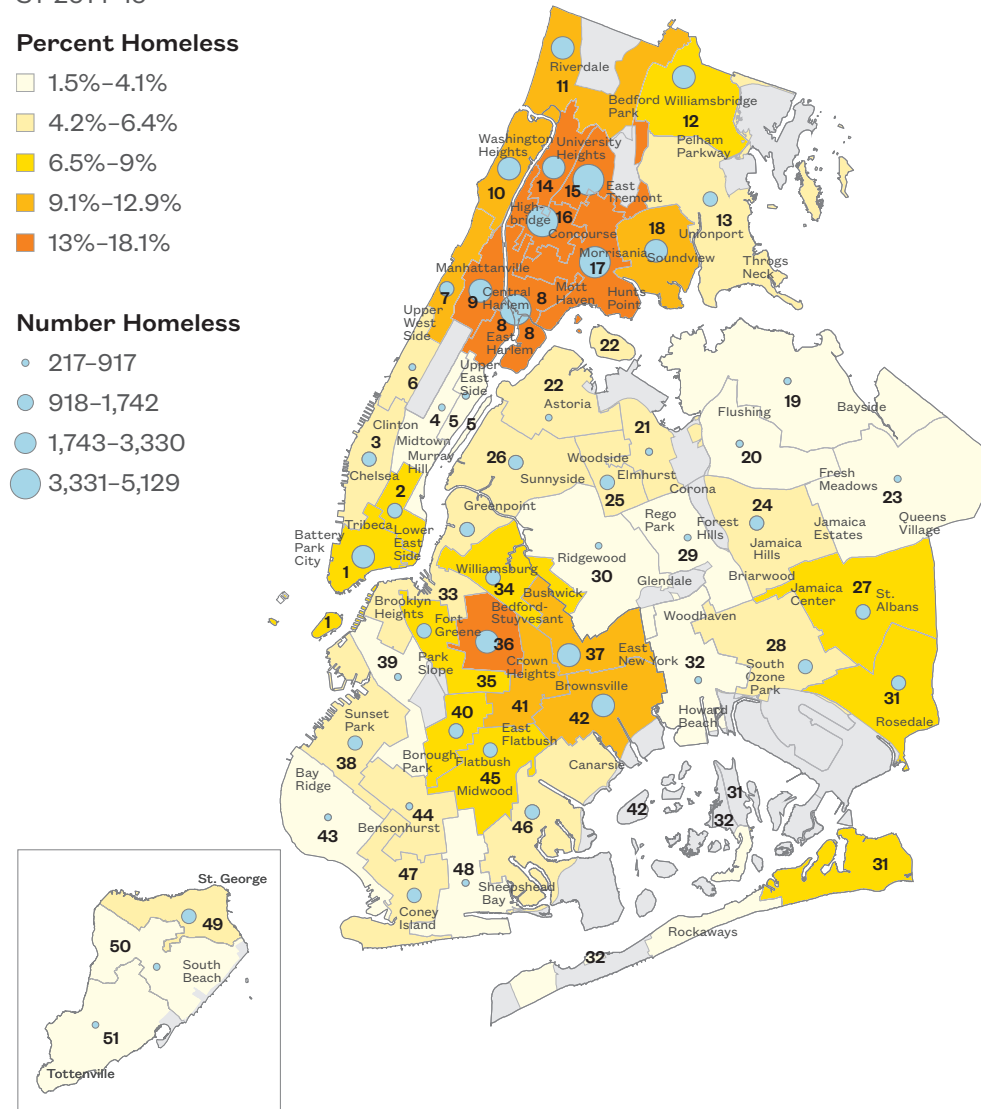 Percent Homeless
1.5%–4.1%
4.2%–6.4%
6.5%–9%
9.1%–12.9%
13%–18.1%
Number Homeless
217–917
918–1,742
1,743–3,330
3,331–5,129
Riverdale
11
Bedford
Park
Williamsbridge
12
Pelham
Parkway
Washington
Heights
10
University
Heights
14
15
East
Tremont
High-
bridge
16
Concourse
13
Unionport
18
Soundview
Morrisania
17
Throgs
Neck
Manhattanville
7
9
Central
Harlem
8
Mott
Haven
Hunts
Point
Upper
West
Side
8
8
East
Harlem
22
Upper
East
Side
6
4
5
5
22
Astoria
19
Flushing
Bayside
Clinton
3
Midtown
Murray
Hill
Chelsea
21
20
26
Sunnyside
Woodside
Elmhurst
25
Corona
Fresh
Meadows
23
Queens
Village
2
Tribeca
Lower
East
Side
Battery
Park
City
1
Greenpoint
Rego
Park
Forest
Hills
24
Jamaica
Hills
Jamaica
Estates
Ridgewood
30
29
Glendale
Briarwood
Williamsburg
34
Bushwick
33
Jamaica
Center
27
St.
Albans
1
Brooklyn
Heights
Fort
Greene
Bedford-
Stuyvesant
36
Woodhaven
28
South
Ozone
Park
39
Park
Slope
35
Crown
Heights
37
East
New York
32
Brownsville
31
Rosedale
Sunset
Park
38
40
41
42
Howard
Beach
East
Flatbush
Borough
Park
Flatbush
45
Midwood
Canarsie
Bay
Ridge
43
44
Bensonhurst
46
42
31
32
47
48
Sheepshead
Bay
Coney
Island
31
Rockaways
32
St. George
49
50
South
Beach
51
Tottenville